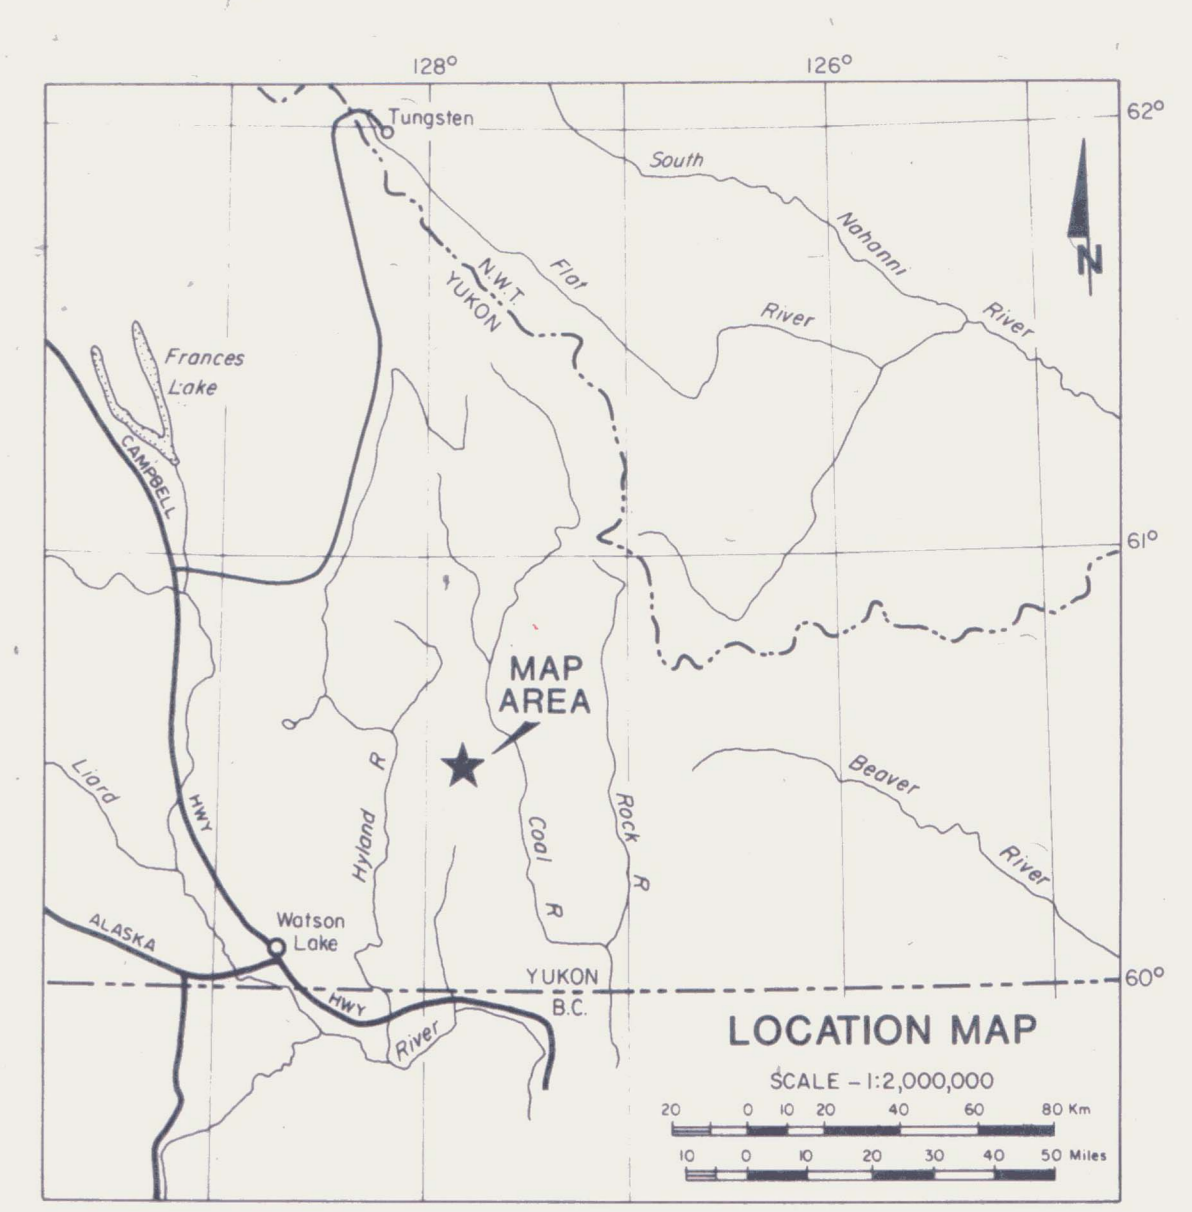 128° 126°
62°
Tungsten
South
Nahanni
River
N
N.W.T.
YUKON
Flat
River
Frances
Lake
CAMPBELL
61°
MAP
AREA
Liard
HWY
Hyland R
Coal R
Rock R
Beaver
River
ALASKA
Watson
Lake
YUKON
B.C.
60°
HWY
River
LOCATION MAP
SCALE - 1:2,000,000
20 0 10 20 40 60 80 Km
10 0 10 20 30 40 50 Miles